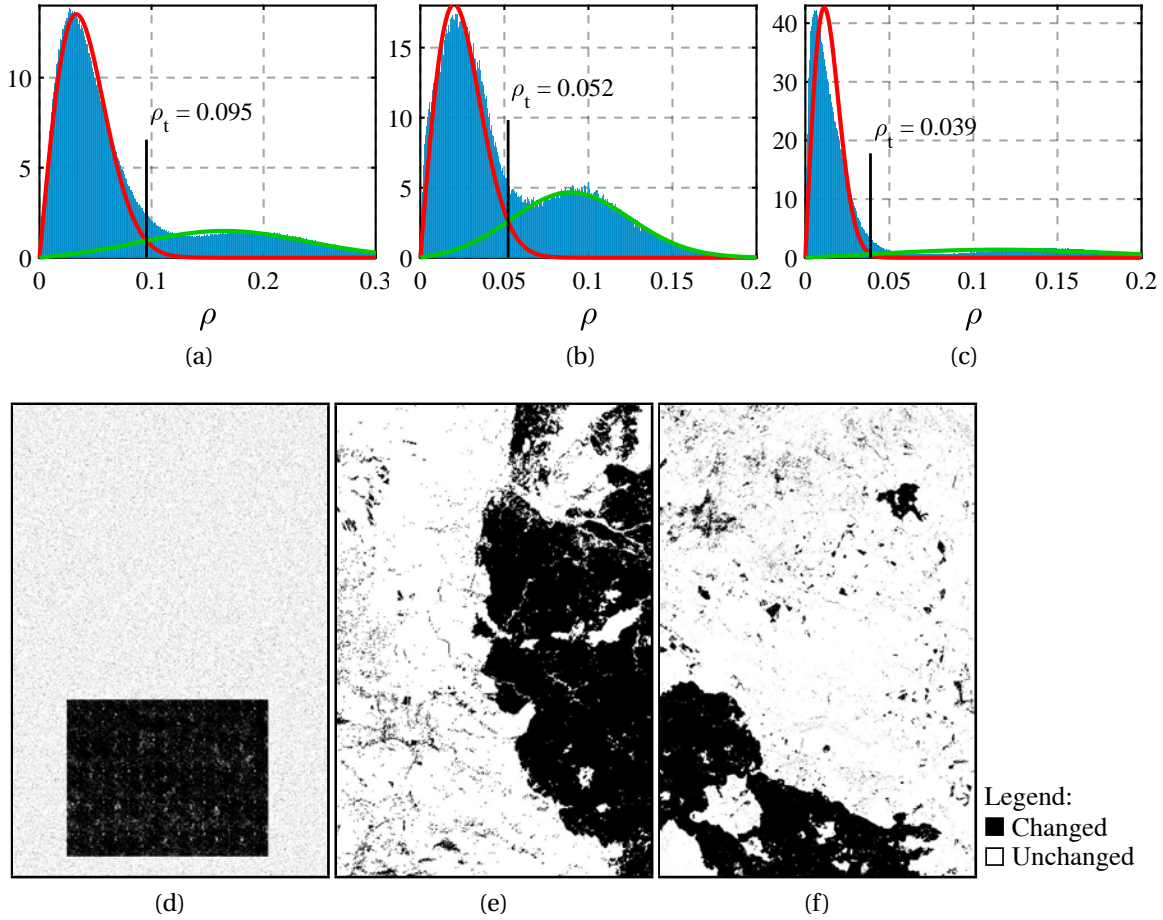 10
5
0
0 0.1 0.2 0.3
ρ
(a)
ρt = 0.095
15
10
5
0
0 0.05 0.1 0.15 0.2
ρ
(b)
ρt = 0.052
40
30
20
10
0
0 0.05 0.1 0.15 0.2
ρ
(c)
ρt = 0.039
(d)
(e)
(f)
Legend:
Changed
Unchanged